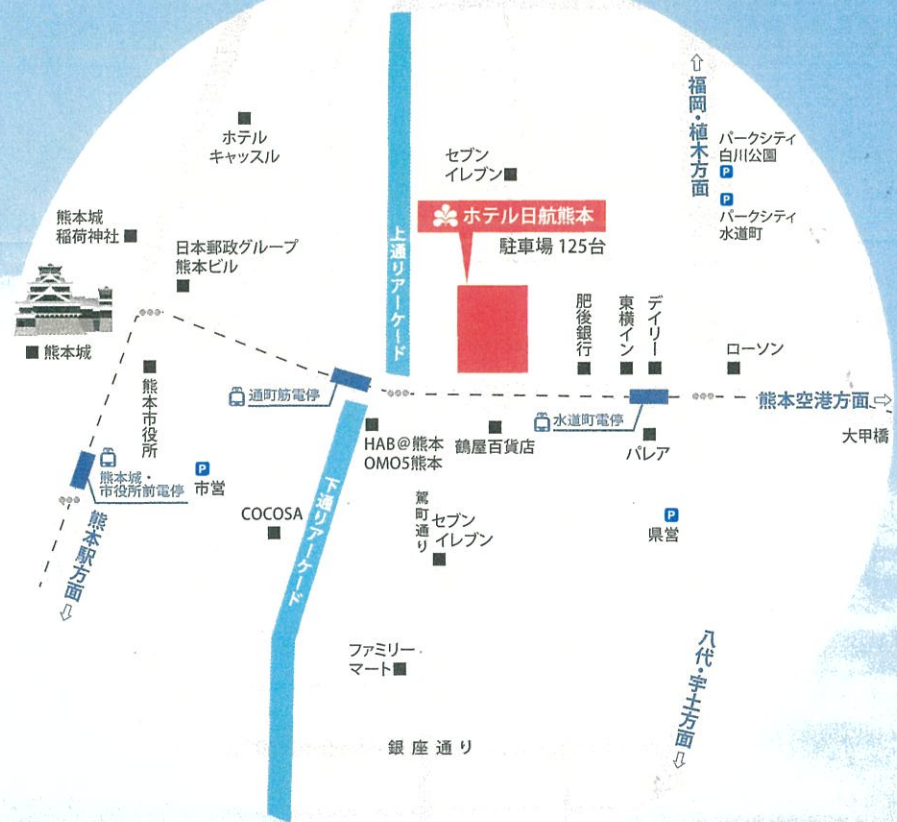 福岡・植木方面
ホテル
キャッスル
セブン
イレブン
パークシティ
白川公園
P
P
パークシティ
水道町
ホテル日航熊本
駐車場 125台
熊本城
稲荷神社
日本郵政グループ
熊本ビル
上通りアーケード
肥後銀行
東横イン
デイリー
ローソン
熊本城
熊本市役所
通町筋電停
水道町電停
熊本空港方面
大甲橋
HAB@熊本
OMO5熊本
鶴屋百貨店
パレア
熊本城・
市役所前電停
P
市営
下通りアーケード
COCOSA
駕町通り
セブン
イレブン
P
県営
熊本駅方面
ファミリー
マート
八代・宇土方面
銀座通り